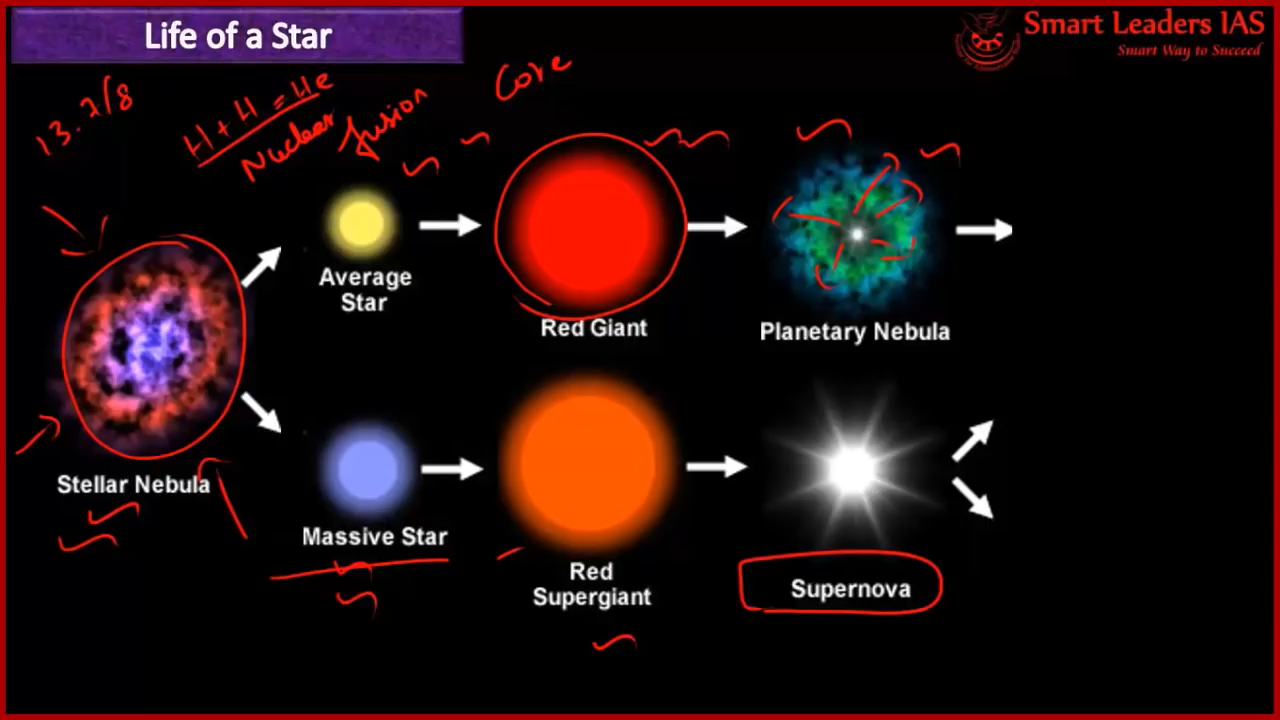 Life of a Star
Smart Leaders IAS
Smart Way to Succeed
13.7/8
H + H = He
Nuclear fusion
Core
Average
Star
Red Giant
Planetary Nebula
Stellar Nebula
Massive Star
Red
Supergiant
Supernova